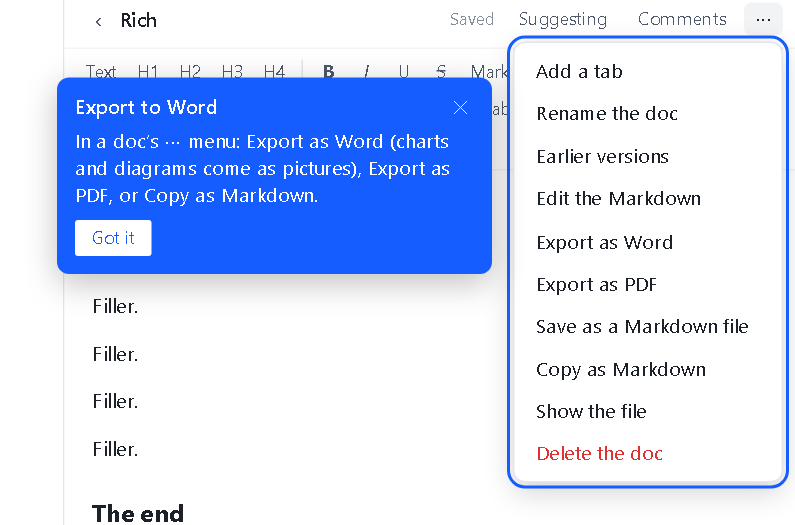 ‹ Rich Saved Suggesting Comments ···
Text H1 H2 H3 H4 B I U S Mark
Export to Word
In a doc's ··· menu: Export as Word (charts
and diagrams come as pictures), Export as
PDF, or Copy as Markdown.
Got it
Add a tab
Rename the doc
Earlier versions
Edit the Markdown
Export as Word
Export as PDF
Save as a Markdown file
Copy as Markdown
Show the file
Delete the doc
Filler.
Filler.
Filler.
Filler.
The end